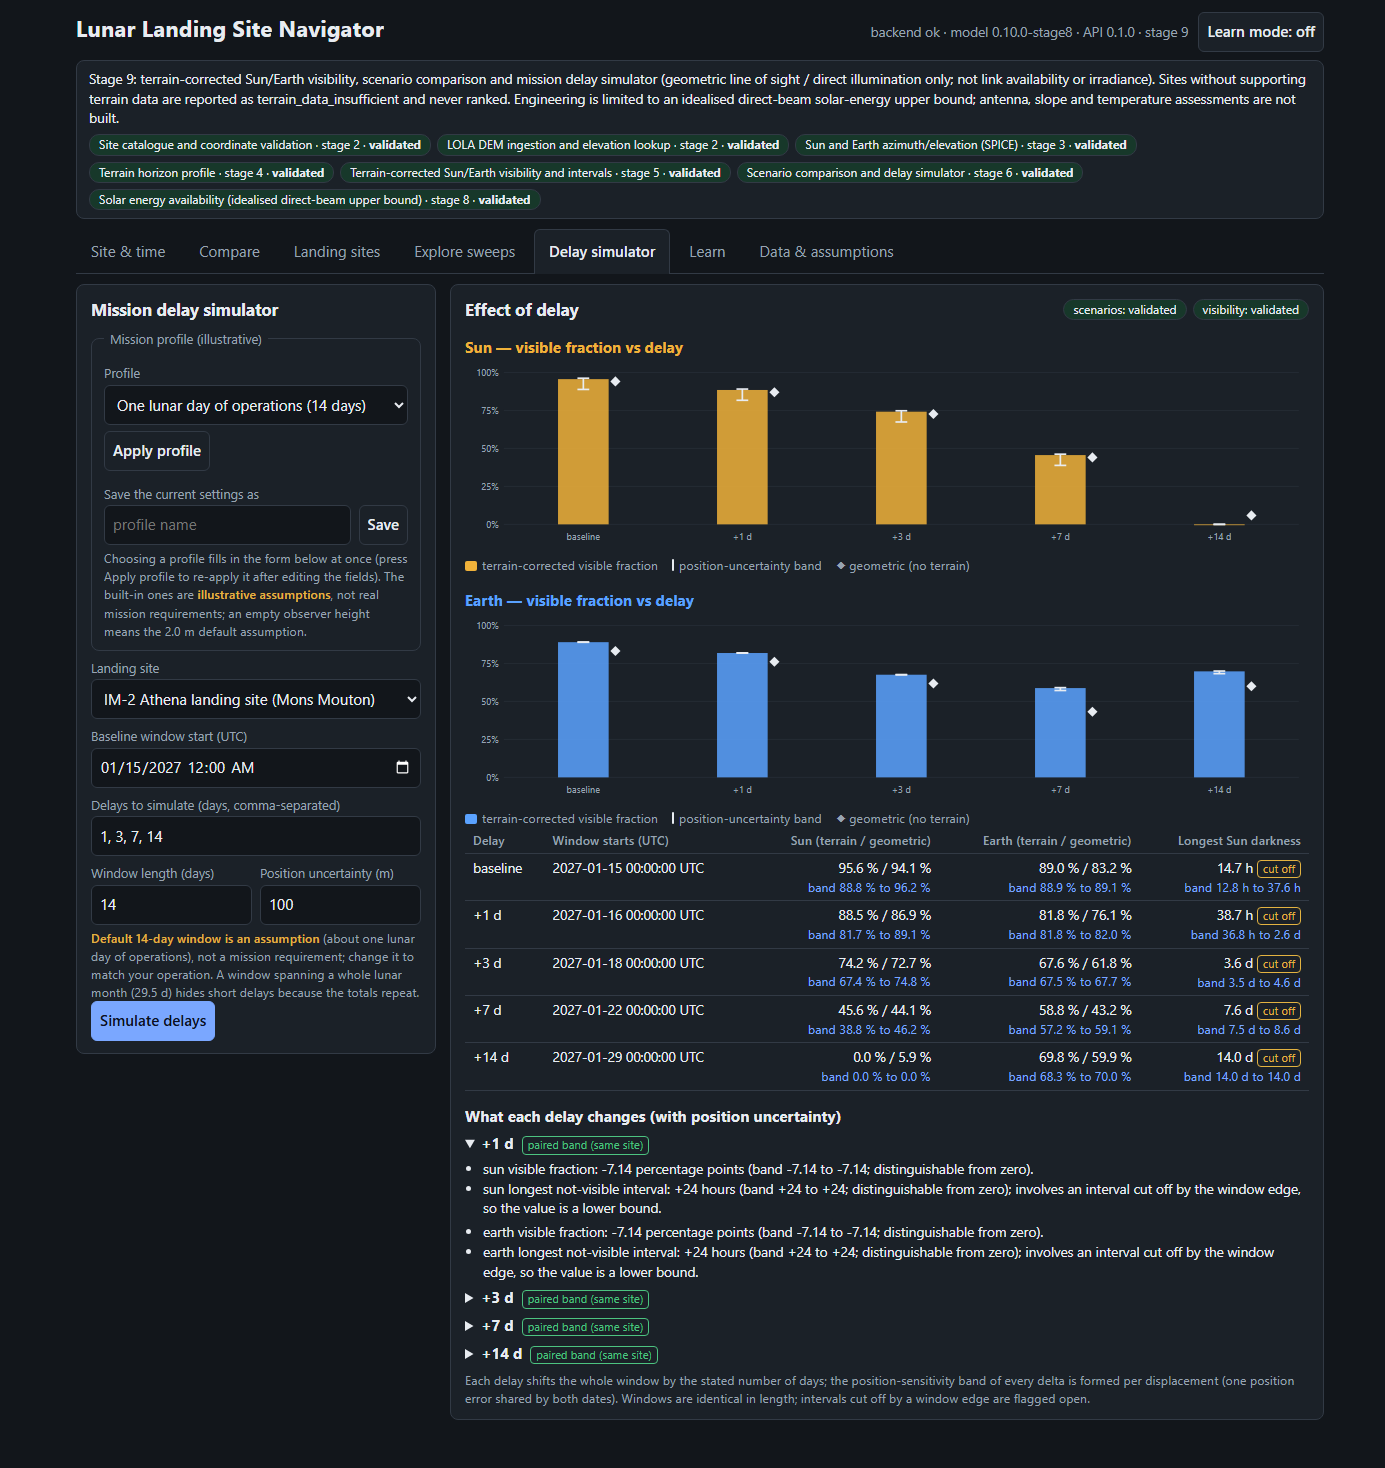 Lunar Landing Site Navigator
backend ok · model 0.10.0-stage8 · API 0.1.0 · stage 9
Learn mode: off
Stage 9: terrain-corrected Sun/Earth visibility, scenario comparison and mission delay simulator (geometric line of sight / direct illumination only; not link availability or irradiance). Sites without supporting
terrain data are reported as terrain_data_insufficient and never ranked. Engineering is limited to an idealised direct-beam solar-energy upper bound; antenna, slope and temperature assessments are not
built.
Site catalogue and coordinate validation · stage 2 · validated
LOLA DEM ingestion and elevation lookup · stage 2 · validated
Sun and Earth azimuth/elevation (SPICE) · stage 3 · validated
Terrain horizon profile · stage 4 · validated
Terrain-corrected Sun/Earth visibility and intervals · stage 5 · validated
Scenario comparison and delay simulator · stage 6 · validated
Solar energy availability (idealised direct-beam upper bound) · stage 8 · validated
Site & time
Compare
Landing sites
Explore sweeps
Delay simulator
Learn
Data & assumptions
Mission delay simulator
Mission profile (illustrative)
Profile
One lunar day of operations (14 days)
Apply profile
Save the current settings as
profile name
Save
Choosing a profile fills in the form below at once (press
Apply profile to re-apply it after editing the fields). The
built-in ones are illustrative assumptions, not real
mission requirements; an empty observer height
means the 2.0 m default assumption.
Landing site
IM-2 Athena landing site (Mons Mouton)
Baseline window start (UTC)
01/15/2027 12:00 AM
Delays to simulate (days, comma-separated)
1, 3, 7, 14
Window length (days)
Position uncertainty (m)
14
100
Default 14-day window is an assumption (about one lunar
day of operations), not a mission requirement; change it to
match your operation. A window spanning a whole lunar
month (29.5 d) hides short delays because the totals repeat.
Simulate delays
Effect of delay
scenarios: validated
visibility: validated
Sun — visible fraction vs delay
100%
75%
50%
25%
0%
baseline
+1 d
+3 d
+7 d
+14 d
terrain-corrected visible fraction
position-uncertainty band
geometric (no terrain)
Earth — visible fraction vs delay
100%
75%
50%
25%
0%
baseline
+1 d
+3 d
+7 d
+14 d
terrain-corrected visible fraction
position-uncertainty band
geometric (no terrain)
Delay
Window starts (UTC)
Sun (terrain / geometric)
Earth (terrain / geometric)
Longest Sun darkness
baseline
2027-01-15 00:00:00 UTC
95.6 % / 94.1 %
89.0 % / 83.2 %
14.7 h cut off
band 88.8 % to 96.2 %
band 88.9 % to 89.1 %
band 12.8 h to 37.6 h
+1 d
2027-01-16 00:00:00 UTC
88.5 % / 86.9 %
81.8 % / 76.1 %
38.7 h cut off
band 81.7 % to 89.1 %
band 81.8 % to 82.0 %
band 36.8 h to 2.6 d
+3 d
2027-01-18 00:00:00 UTC
74.2 % / 72.7 %
67.6 % / 61.8 %
3.6 d cut off
band 67.4 % to 74.8 %
band 67.5 % to 67.7 %
band 3.5 d to 4.6 d
+7 d
2027-01-22 00:00:00 UTC
45.6 % / 44.1 %
58.8 % / 43.2 %
7.6 d cut off
band 38.8 % to 46.2 %
band 57.2 % to 59.1 %
band 7.5 d to 8.6 d
+14 d
2027-01-29 00:00:00 UTC
0.0 % / 5.9 %
69.8 % / 59.9 %
14.0 d cut off
band 0.0 % to 0.0 %
band 68.3 % to 70.0 %
band 14.0 d to 14.0 d
What each delay changes (with position uncertainty)
+1 d paired band (same site)
sun visible fraction: -7.14 percentage points (band -7.14 to -7.14; distinguishable from zero).
sun longest not-visible interval: +24 hours (band +24 to +24; distinguishable from zero); involves an interval cut off by the window edge,
so the value is a lower bound.
earth visible fraction: -7.14 percentage points (band -7.14 to -7.14; distinguishable from zero).
earth longest not-visible interval: +24 hours (band +24 to +24; distinguishable from zero); involves an interval cut off by the window
edge, so the value is a lower bound.
+3 d paired band (same site)
+7 d paired band (same site)
+14 d paired band (same site)
Each delay shifts the whole window by the stated number of days; the position-sensitivity band of every delta is formed per displacement (one position
error shared by both dates). Windows are identical in length; intervals cut off by a window edge are flagged open.